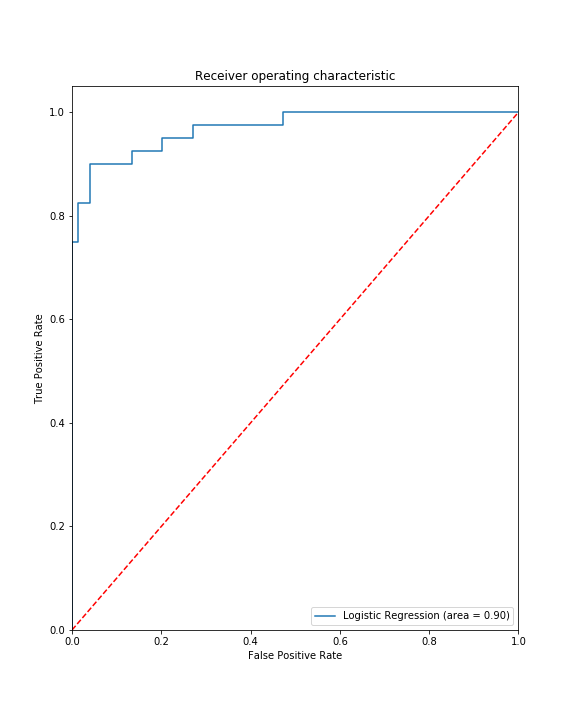 Receiver operating characteristic
1.0
0.8
0.6
0.4
0.2
0.0
True Positive Rate
Logistic Regression (area = 0.90)
0.0 0.2 0.4 0.6 0.8 1.0
False Positive Rate